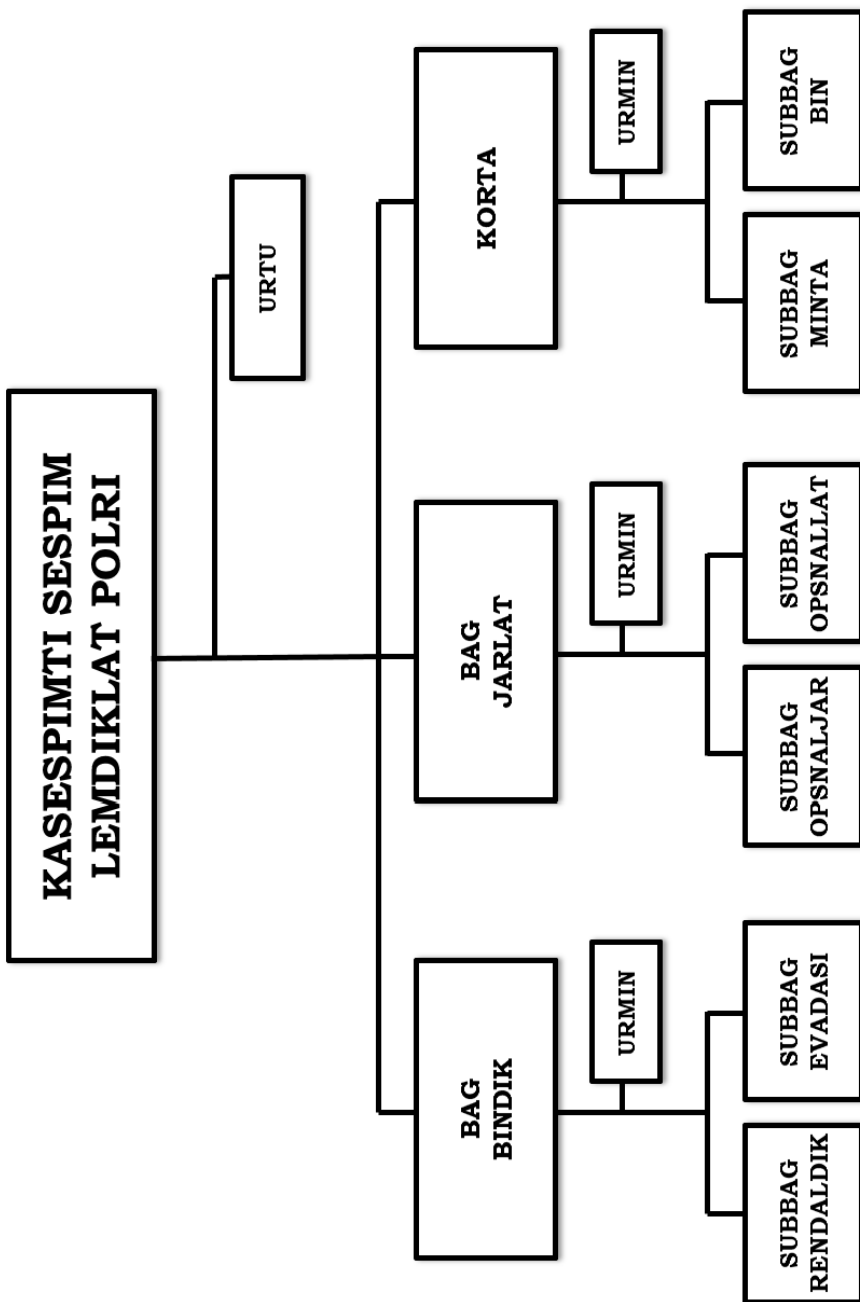 KASESPIMTI SESPIM
LEMDIKLAT POLRI
URTU
BAG
BINDIK
BAG
JARLAT
KORTA
URMIN
URMIN
URMIN
SUBBAG
RENDALDIK
SUBBAG
EVADASI
SUBBAG
OPSNALJAR
SUBBAG
OPSNALLAT
SUBBAG
MINTA
SUBBAG
BIN